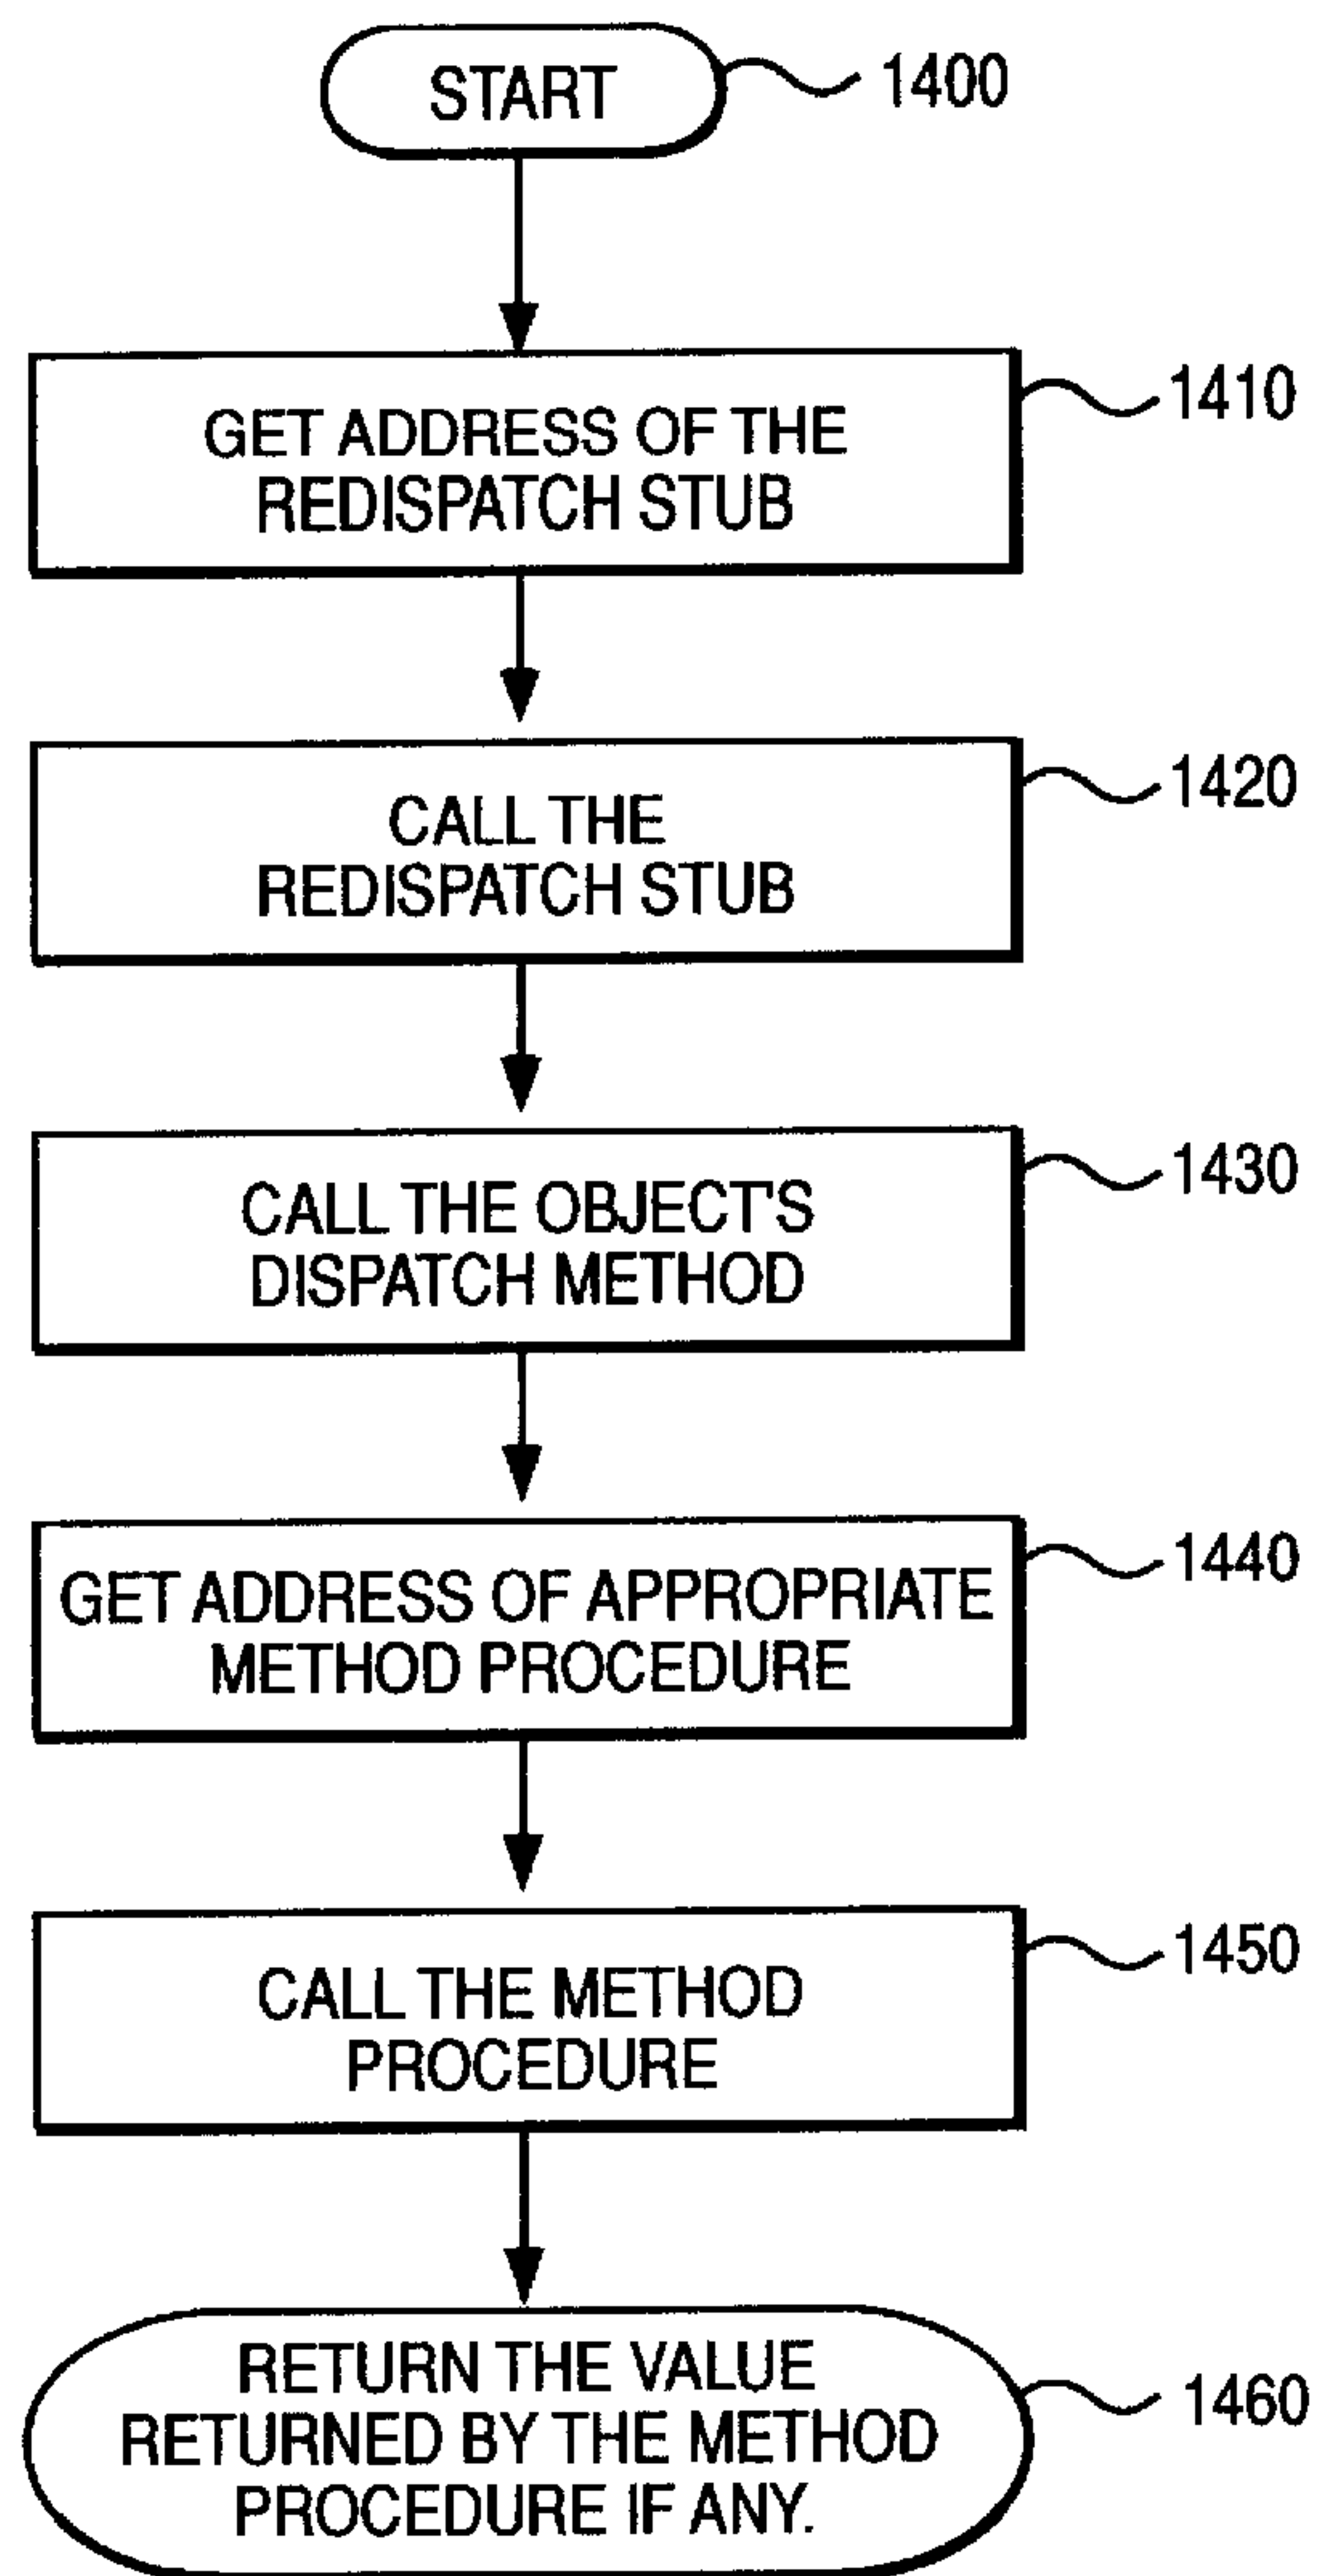 START
1400
GET ADDRESS OF THE
REDISPATCH STUB
1410
CALL THE
REDISPATCH STUB
1420
CALL THE OBJECT'S
DISPATCH METHOD
1430
GET ADDRESS OF APPROPRIATE
METHOD PROCEDURE
1440
CALL THE METHOD
PROCEDURE
1450
RETURN THE VALUE
RETURNED BY THE METHOD
PROCEDURE IF ANY.
1460